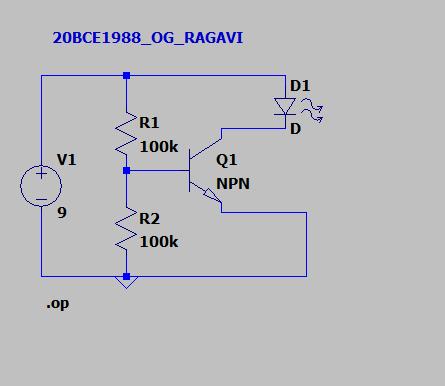 20BCE1988_OG_RAGAVI
D1
R1
D
100k
V1
Q1
NPN
9
R2
100k
.op